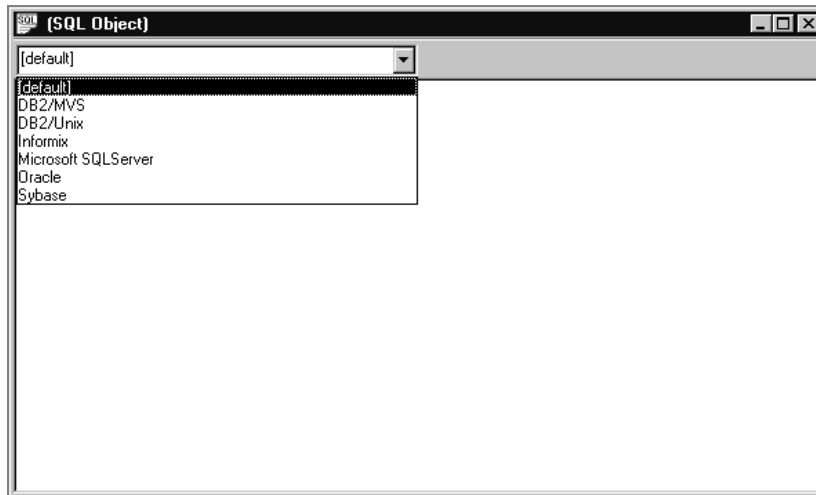 SQL (SQL Object)
[default]
[default]
DB2/MVS
DB2/Unix
Informix
Microsoft SQLServer
Oracle
Sybase